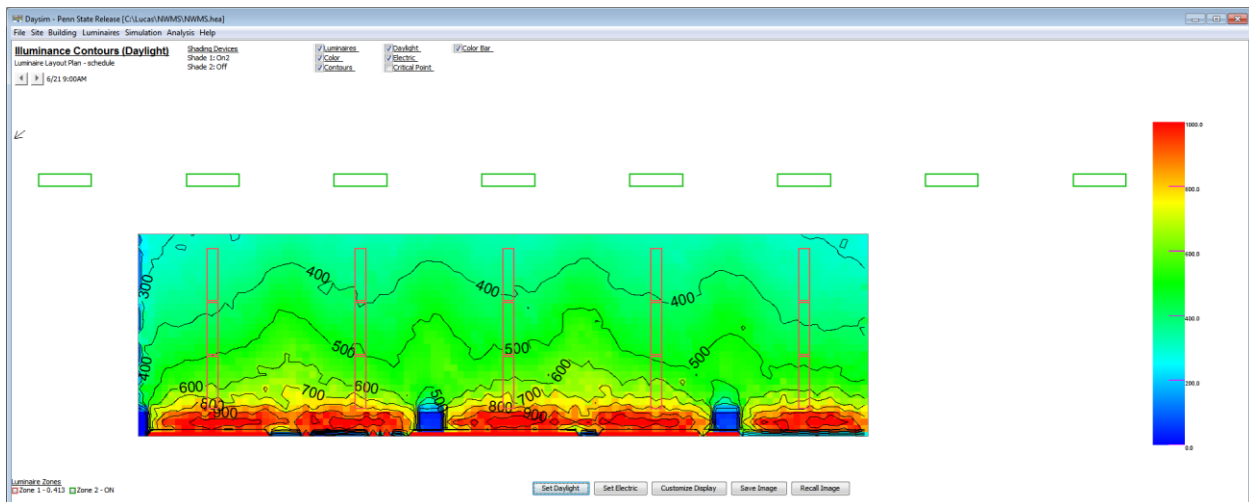 Daysim - Penn State Release [C:\Lucas\NWMS\NWMS.hea]
File Site Building Luminaires Simulation Analysis Help
Illuminance Contours (Daylight)
Luminaire Layout Plan - schedule
6/21 9:00AM
Shading Devices
Shade 1: On2
Shade 2: Off
Luminaires
Color
Contours
Daylight
Electric
Critical Point
Color Bar
1000.0
800.0
600.0
400.0
200.0
0.0
300
400
400
400
400
500
500
500
500
600
600
600
700
700
800
800
900
900
Luminaire Zones
Zone 1 - 0.413 Zone 2 - ON
Set Daylight Set Electric Customize Display Save Image Recall Image